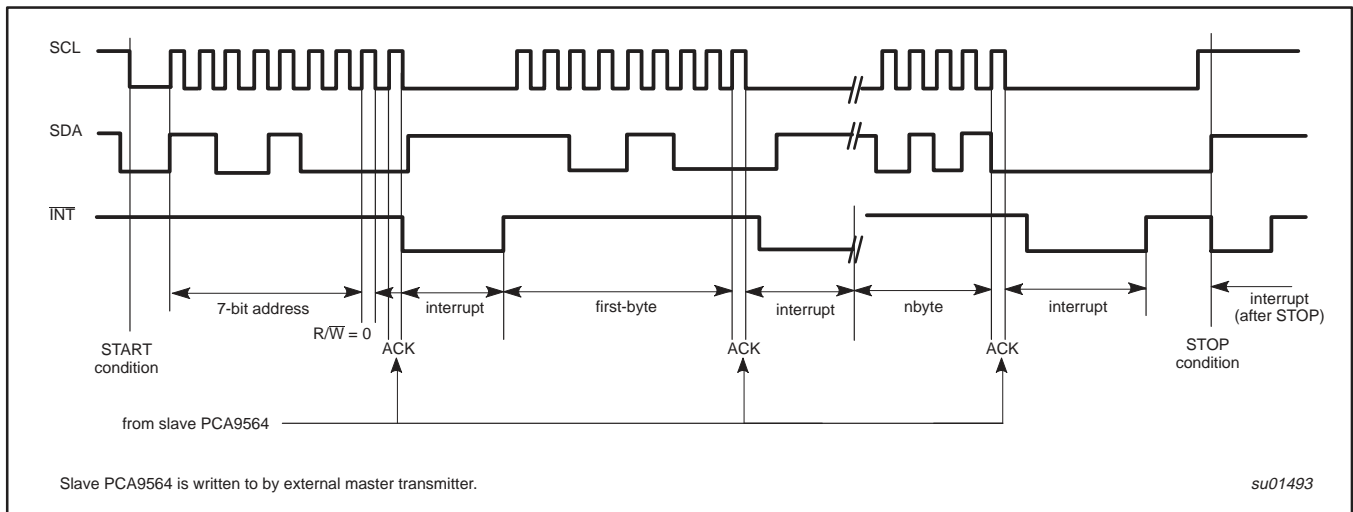 SCL
SDA
INT
7-bit address
interrupt
first-byte
interrupt
nbyte
interrupt
interrupt
(after STOP)
R/W = 0
START
condition
ACK
ACK
ACK
STOP
condition
from slave PCA9564
Slave PCA9564 is written to by external master transmitter.
su01493